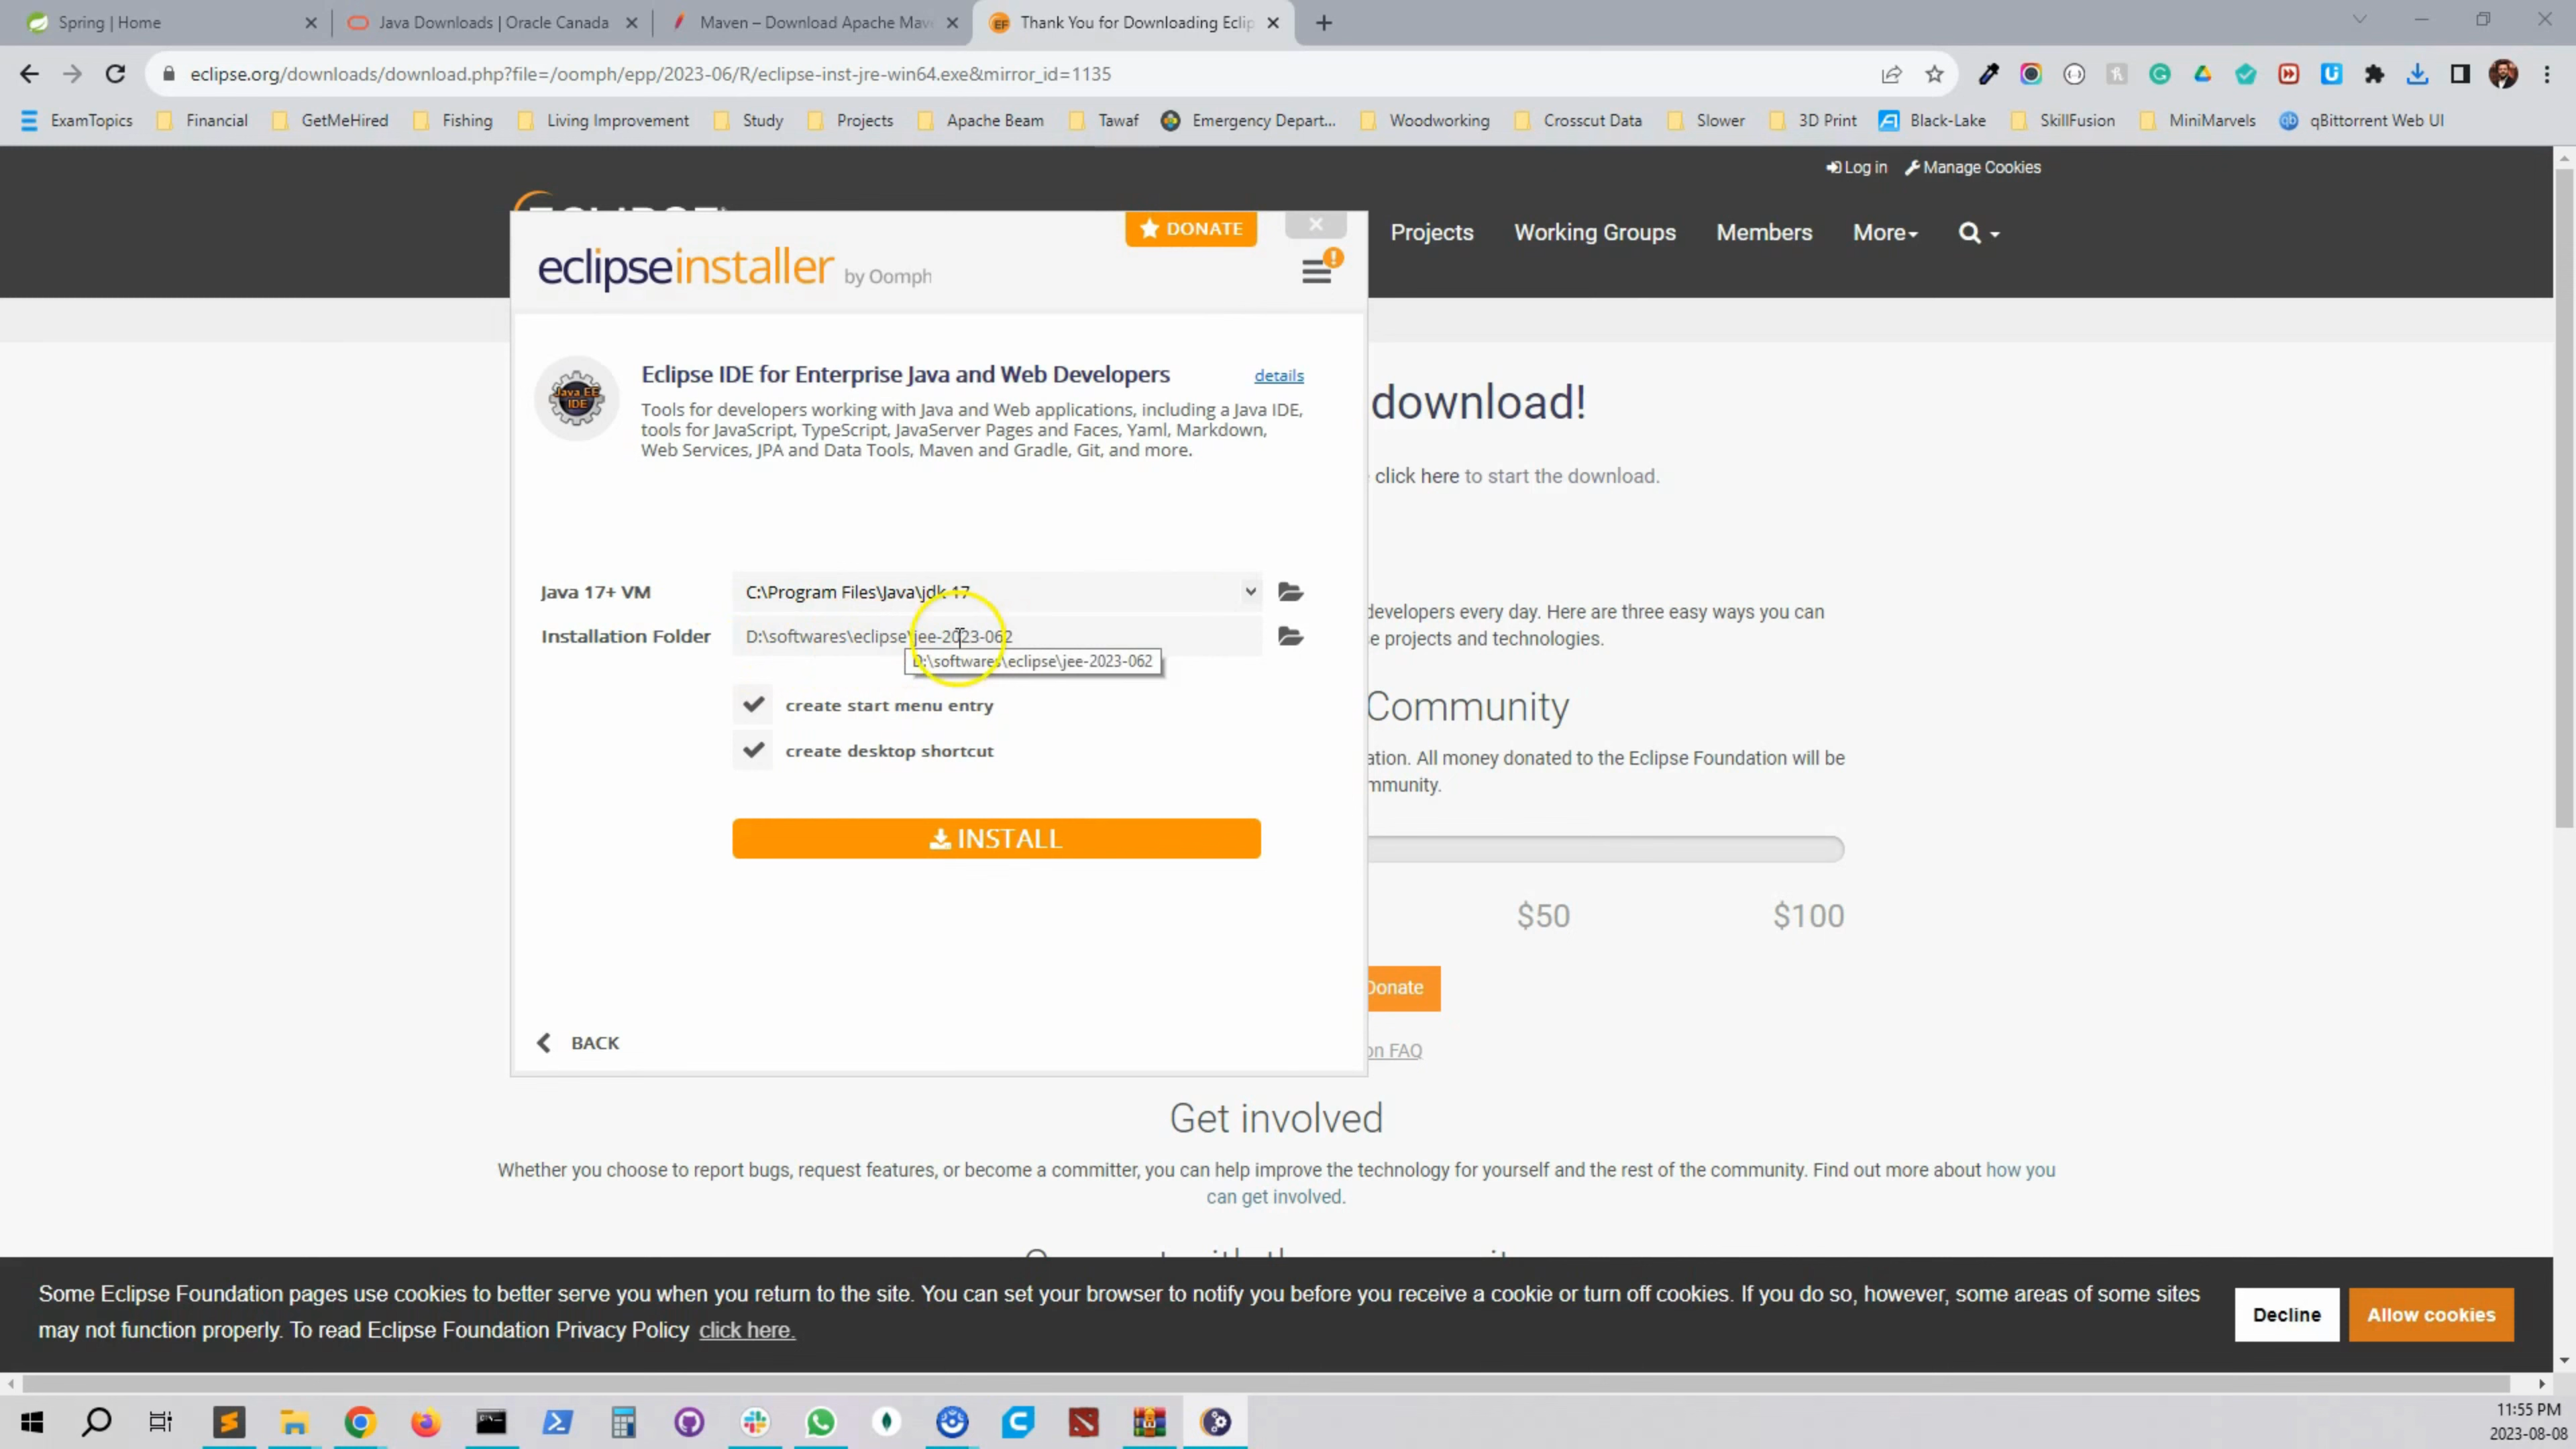 Spring | Home
Java Downloads | Oracle Canada
Maven – Download Apache Mav
Thank You for Downloading Eclip
eclipse.org/downloads/download.php?file=/oomph/epp/2023-06/R/eclipse-inst-jre-win64.exe&mirror_id=1135
ExamTopics
Financial
GetMeHired
Fishing
Living Improvement
Study
Projects
Apache Beam
Tawaf
Emergency Depart...
Woodworking
Crosscut Data
Slower
3D Print
Black-Lake
SkillFusion
MiniMarvels
qBittorrent Web UI
Log in
Manage Cookies
Projects
Working Groups
Members
More
DONATE
eclipseinstaller by Oomph
Eclipse IDE for Enterprise Java and Web Developers
details
Java EE
IDE
Tools for developers working with Java and Web applications, including a Java IDE,
tools for JavaScript, TypeScript, JavaServer Pages and Faces, Yaml, Markdown,
Web Services, JPA and Data Tools, Maven and Gradle, Git, and more.
download!
click here to start the download.
Java 17+ VM
C:\Program Files\Java\jdk-17
Installation Folder
D:\softwares\eclipse\jee-2023-062
D:\softwares\eclipse\jee-2023-062
create start menu entry
create desktop shortcut
INSTALL
BACK
developers every day. Here are three easy ways you can
e projects and technologies.
Community
ation. All money donated to the Eclipse Foundation will be
mmunity.
$50
$100
Donate
on FAQ
Get involved
Whether you choose to report bugs, request features, or become a committer, you can help improve the technology for yourself and the rest of the community. Find out more about how you
can get involved.
Some Eclipse Foundation pages use cookies to better serve you when you return to the site. You can set your browser to notify you before you receive a cookie or turn off cookies. If you do so, however, some areas of some sites
may not function properly. To read Eclipse Foundation Privacy Policy click here.
Decline
Allow cookies
11:55 PM
2023-08-08